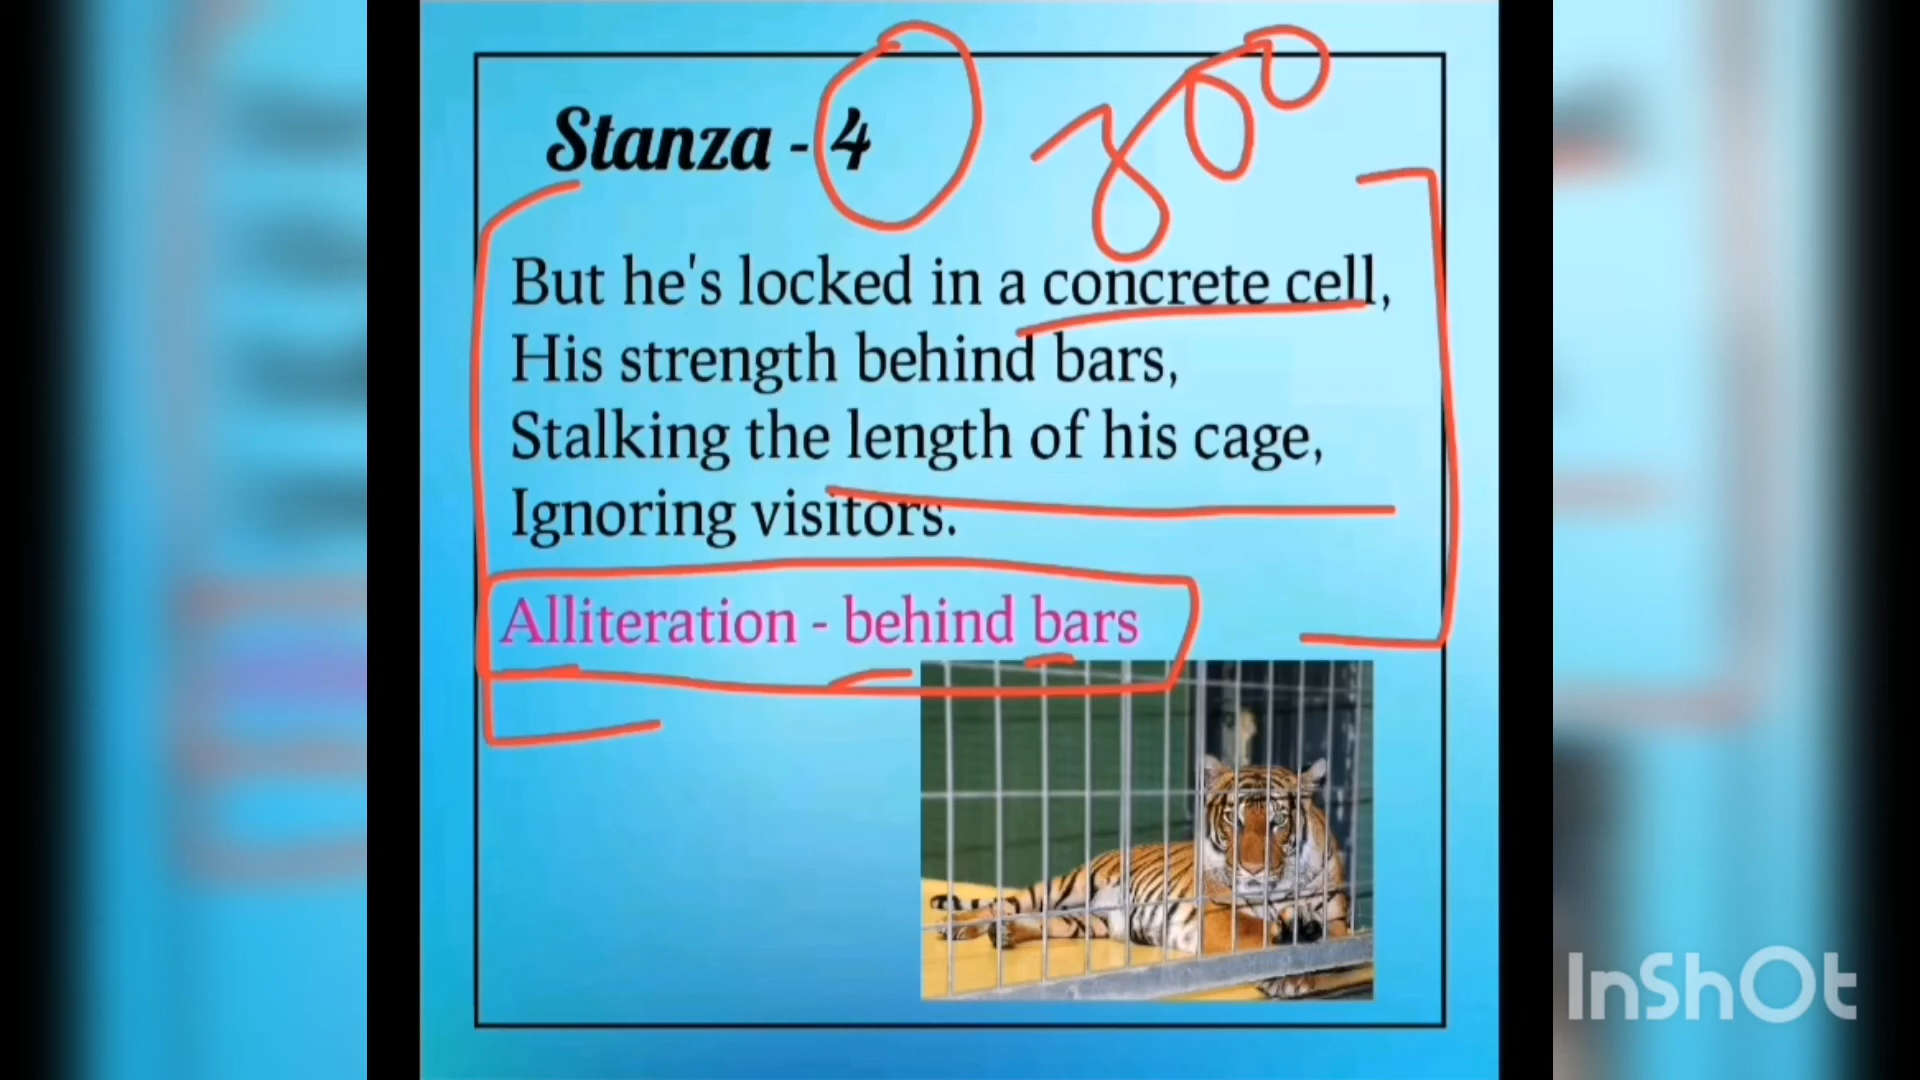 Stanza - 4
zoo
But he's locked in a concrete cell,
His strength behind bars,
Stalking the length of his cage,
Ignoring visitors.
Alliteration - behind bars
InShOt